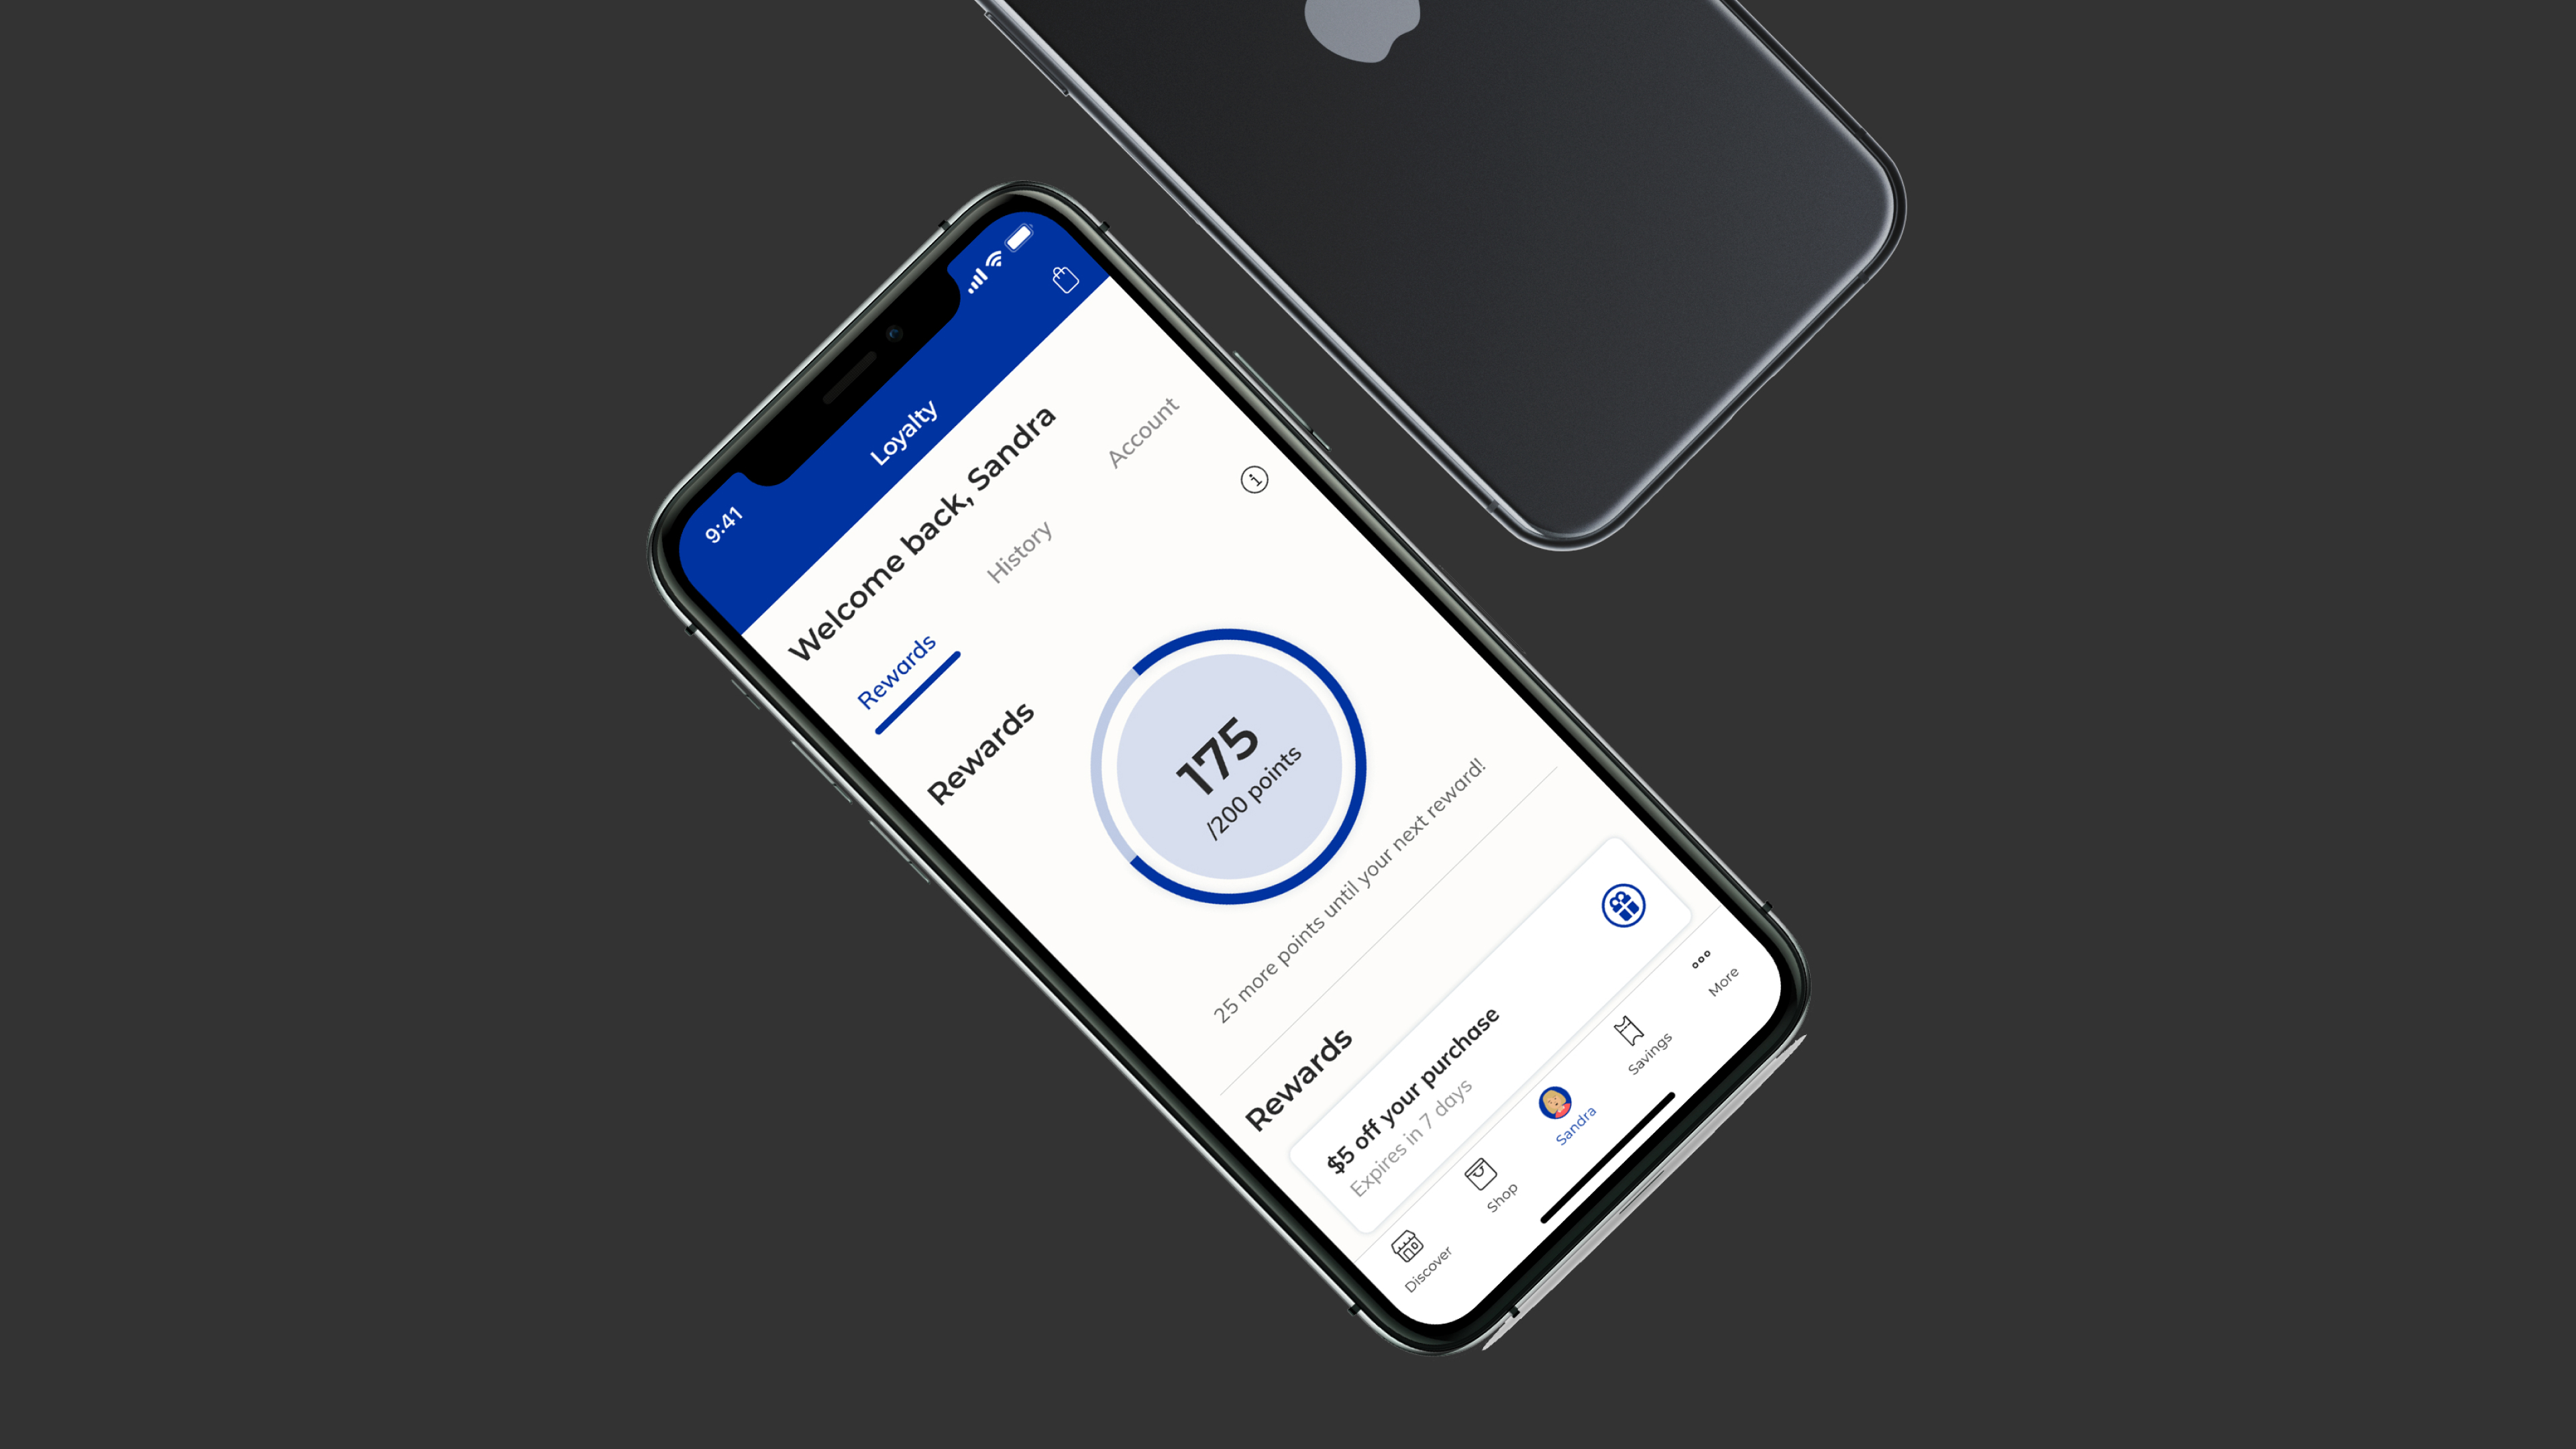 9:41
Loyalty
Welcome back, Sandra
Rewards History Account
Rewards
175
/200 points
25 more points until your next reward!
Rewards
$5 off your purchase
Expires in 7 days
Discover Shop Sandra Savings More